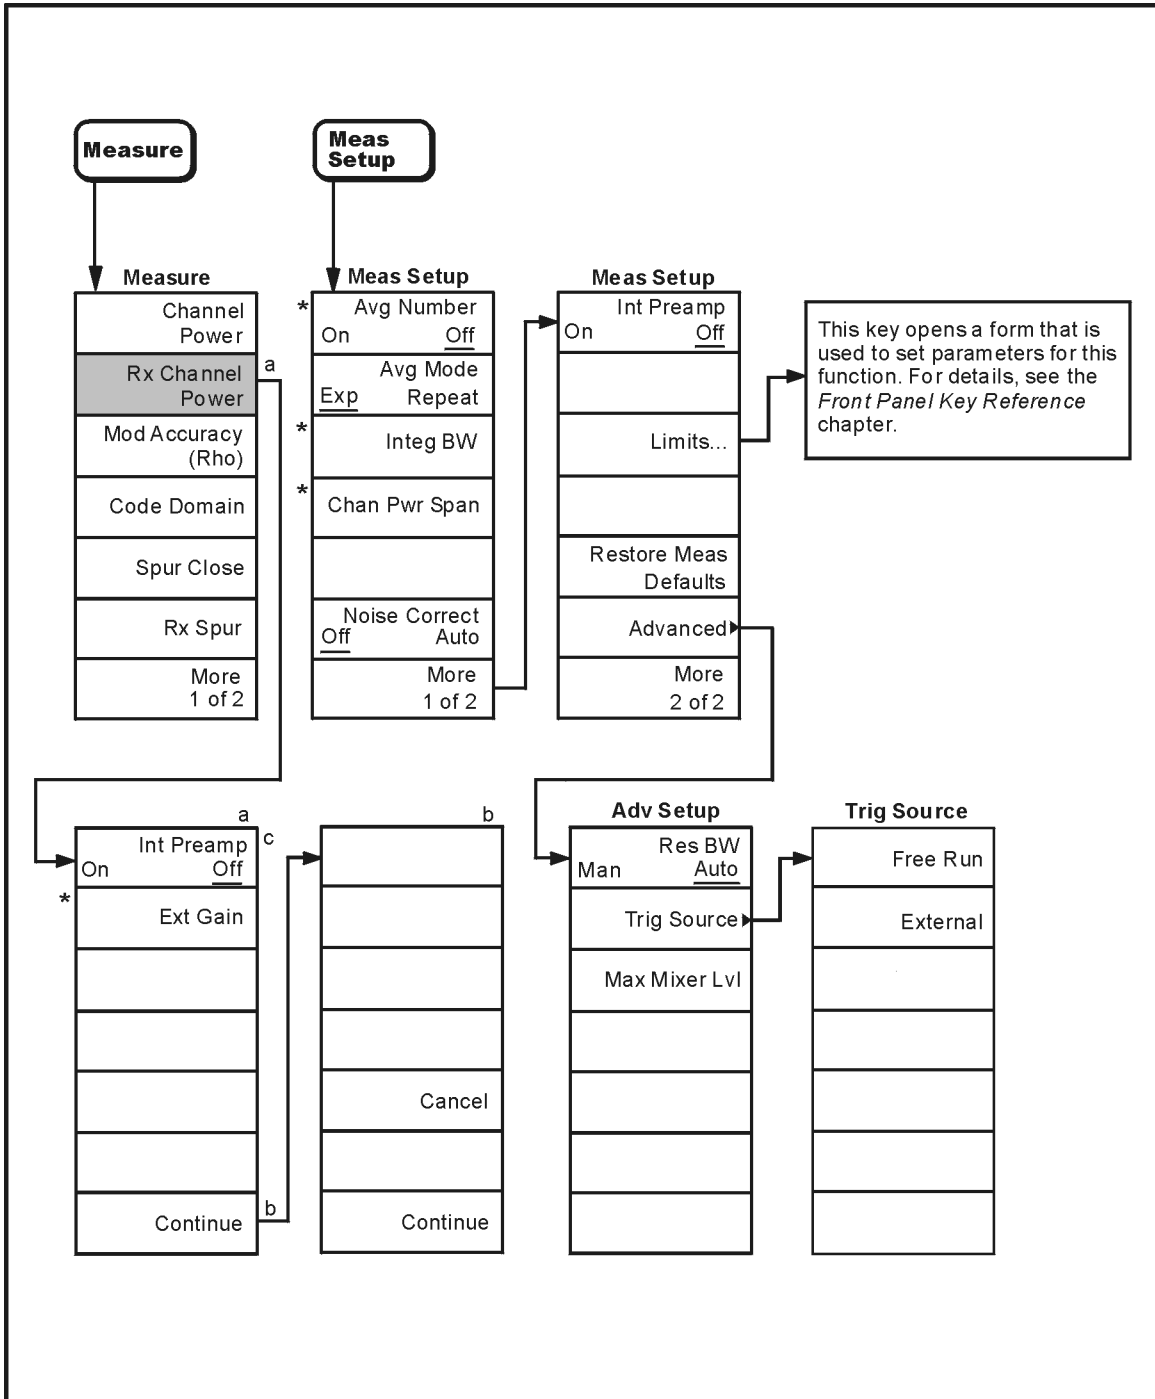 Measure
Meas
Setup
Measure
Channel
Power
Rx Channel
Power
a
Mod Accuracy
(Rho)
Code Domain
Spur Close
Rx Spur
More
1 of 2
Meas Setup
* Avg Number
On Off
Avg Mode
Exp Repeat
* Integ BW
* Chan Pwr Span
Noise Correct
Off Auto
More
1 of 2
Meas Setup
Int Preamp
On Off
Limits...
Restore Meas
Defaults
Advanced
More
2 of 2
This key opens a form that is
used to set parameters for this
function. For details, see the
Front Panel Key Reference
chapter.
a
c
Int Preamp
On Off
* Ext Gain
Continue
b
b
Cancel
Continue
Adv Setup
Res BW
Man Auto
Trig Source
Max Mixer Lvl
Trig Source
Free Run
External